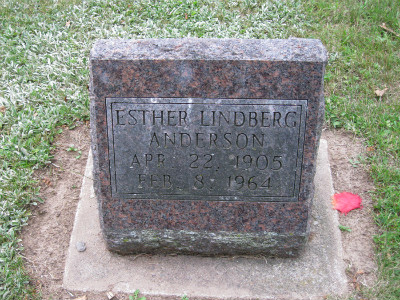 ESTHER LINDBERG
ANDERSON
APR. 22, 1905
FEB. 8, 1964